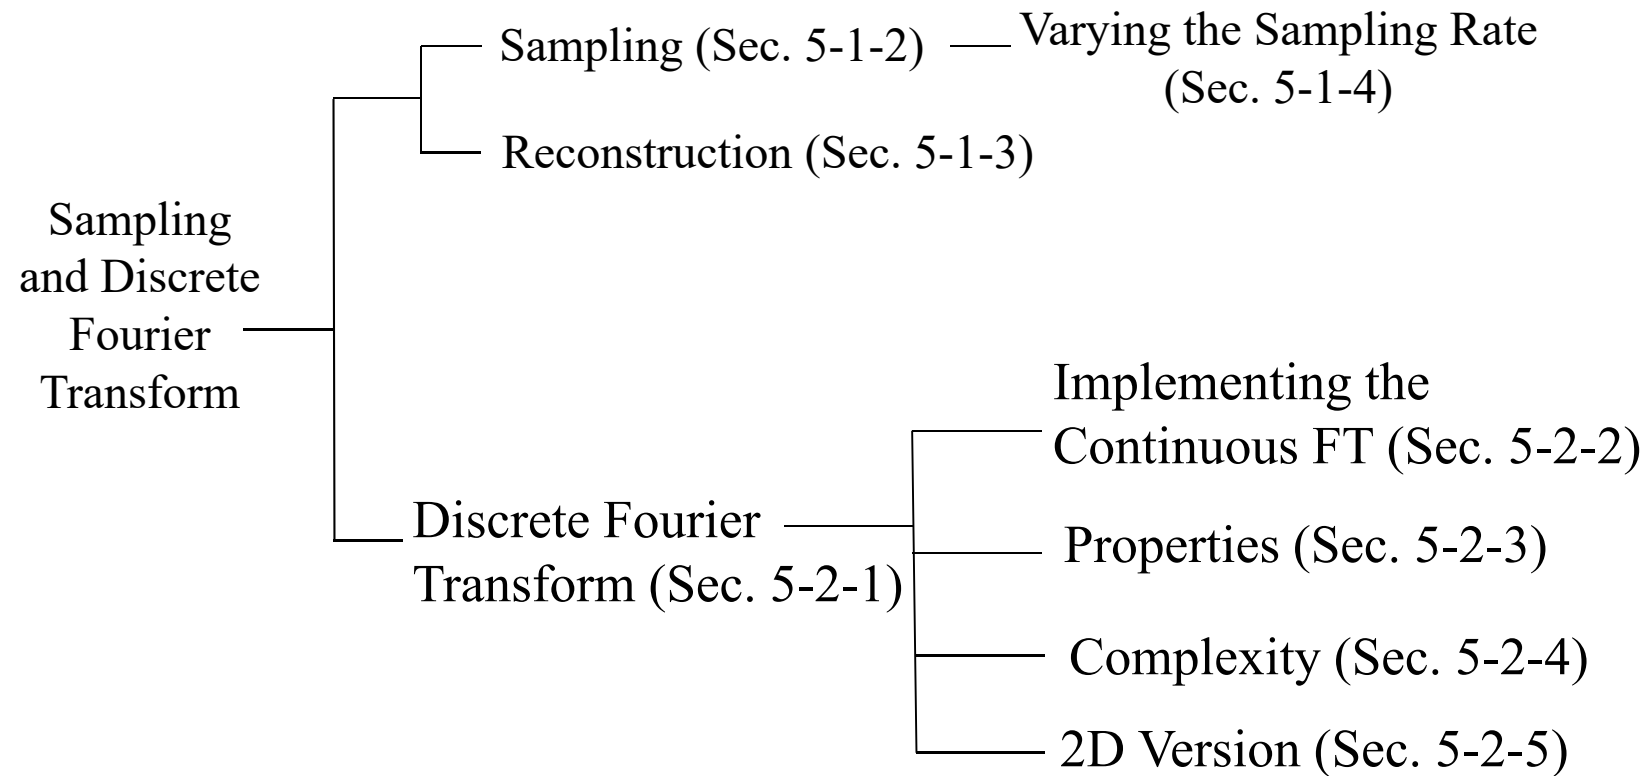 Sampling (Sec. 5-1-2)
Varying the Sampling Rate
(Sec. 5-1-4)
Reconstruction (Sec. 5-1-3)
Sampling
and Discrete
Fourier
Transform
Implementing the
Continuous FT (Sec. 5-2-2)
Discrete Fourier
Transform (Sec. 5-2-1)
Properties (Sec. 5-2-3)
Complexity (Sec. 5-2-4)
2D Version (Sec. 5-2-5)